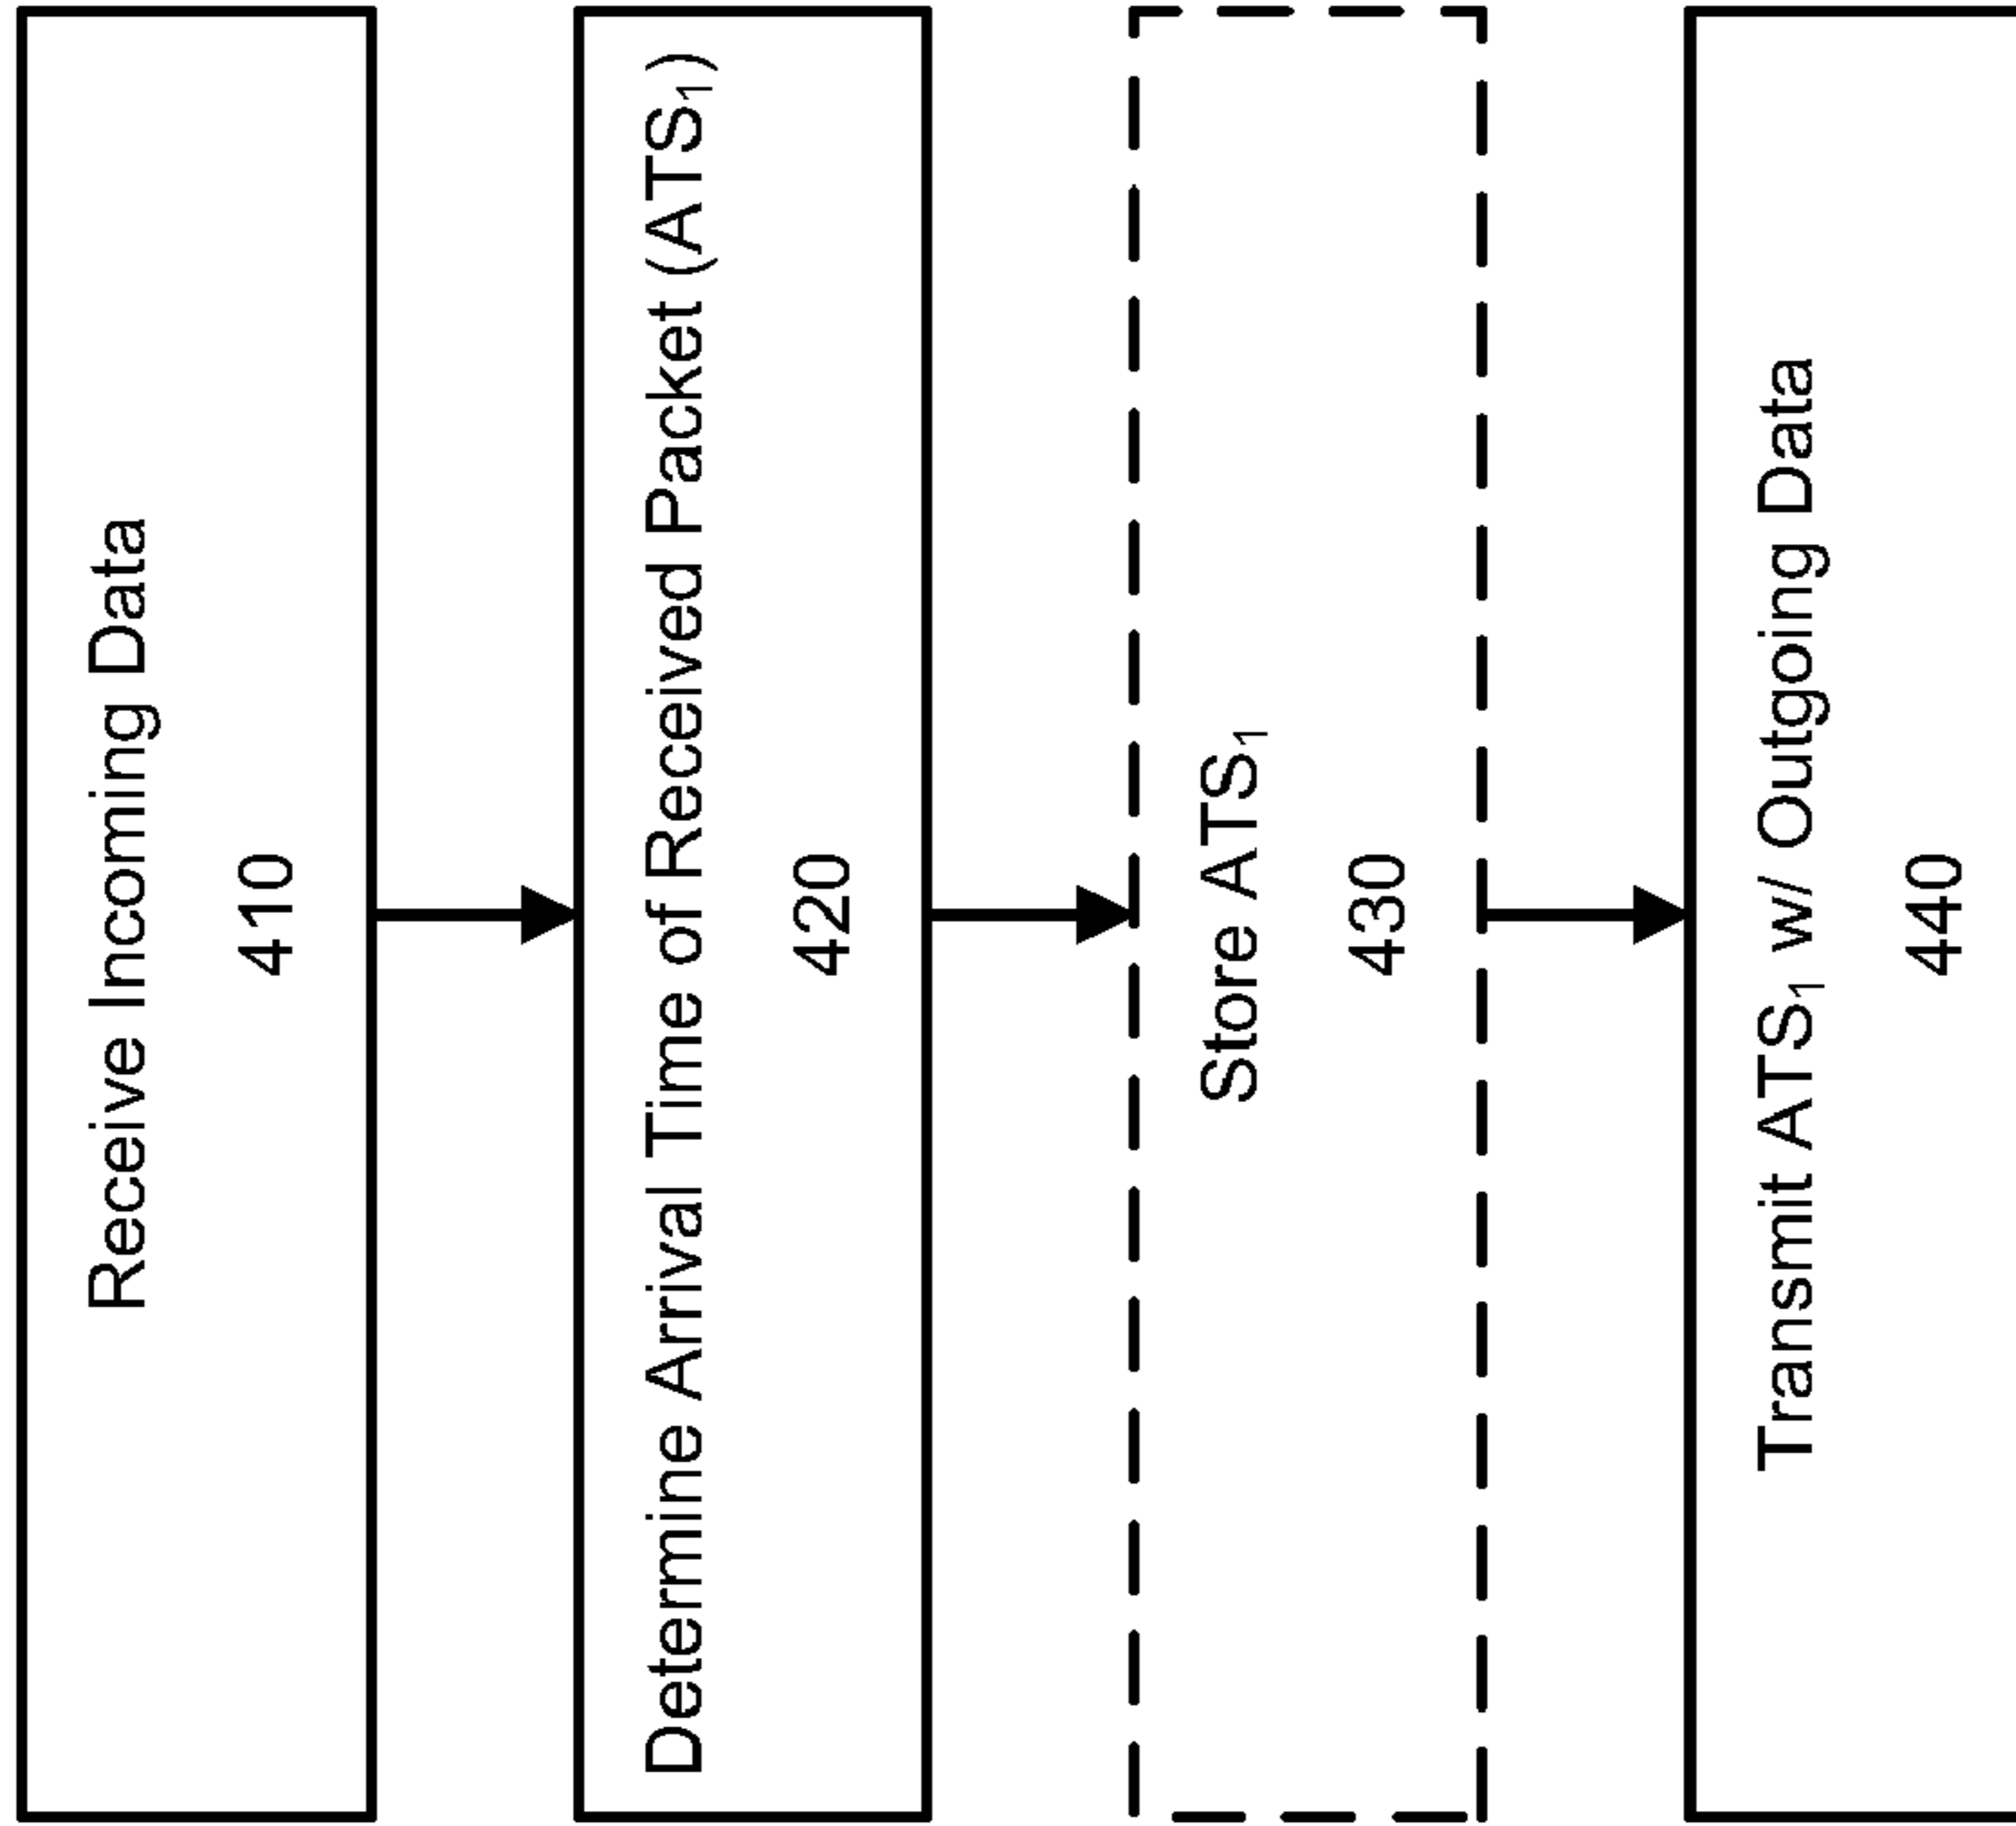 Receive Incoming Data
410
Determine Arrival Time of Received Packet (ATS₁)
420
Store ATS₁
430
Transmit ATS₁ w/ Outgoing Data
440